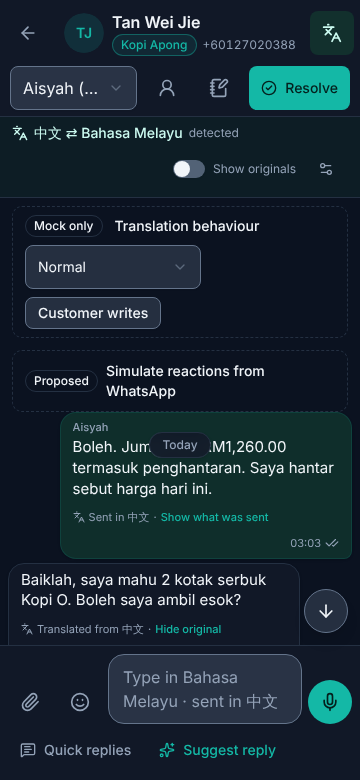 TJ
Tan Wei Jie
Kopi Apong +60127020388
Aisyah (...
Resolve
中文 ⇄ Bahasa Melayu detected
Show originals
Mock only Translation behaviour
Normal
Customer writes
Proposed
Simulate reactions from
WhatsApp
Aisyah
Today
Boleh. M1,260.00
termasuk penghantaran. Saya hantar
sebut harga hari ini.
Sent in 中文 · Show what was sent
03:03
Baiklah, saya mahu 2 kotak serbuk
Kopi O. Boleh saya ambil esok?
Translated from 中文 · Hide original
Type in Bahasa
Melayu · sent in 中文
Quick replies Suggest reply